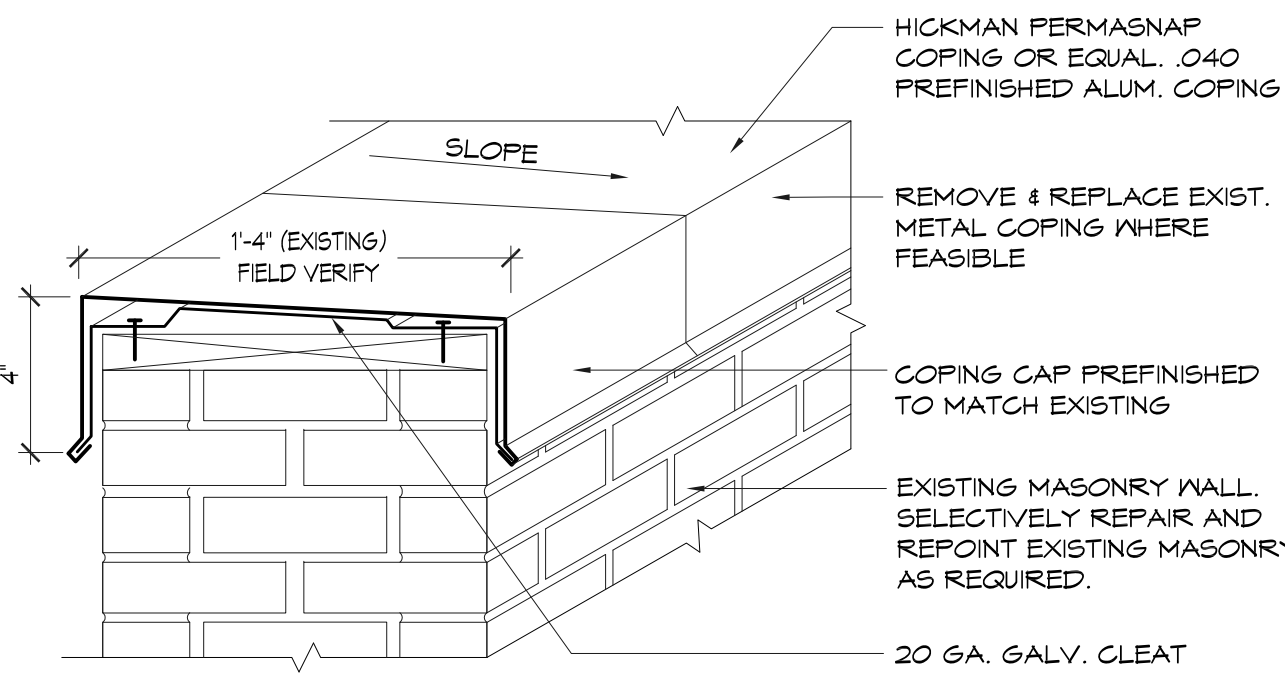 HICKMAN PERMASNAP
COPING OR EQUAL. .040
PREFINISHED ALUM. COPING
SLOPE
REMOVE & REPLACE EXIST.
METAL COPING WHERE
FEASIBLE
1'-4" (EXISTING)
FIELD VERIFY
4"
COPING CAP PREFINISHED
TO MATCH EXISTING
EXISTING MASONRY WALL.
SELECTIVELY REPAIR AND
REPOINT EXISTING MASONRY
AS REQUIRED.
20 GA. GALV. CLEAT